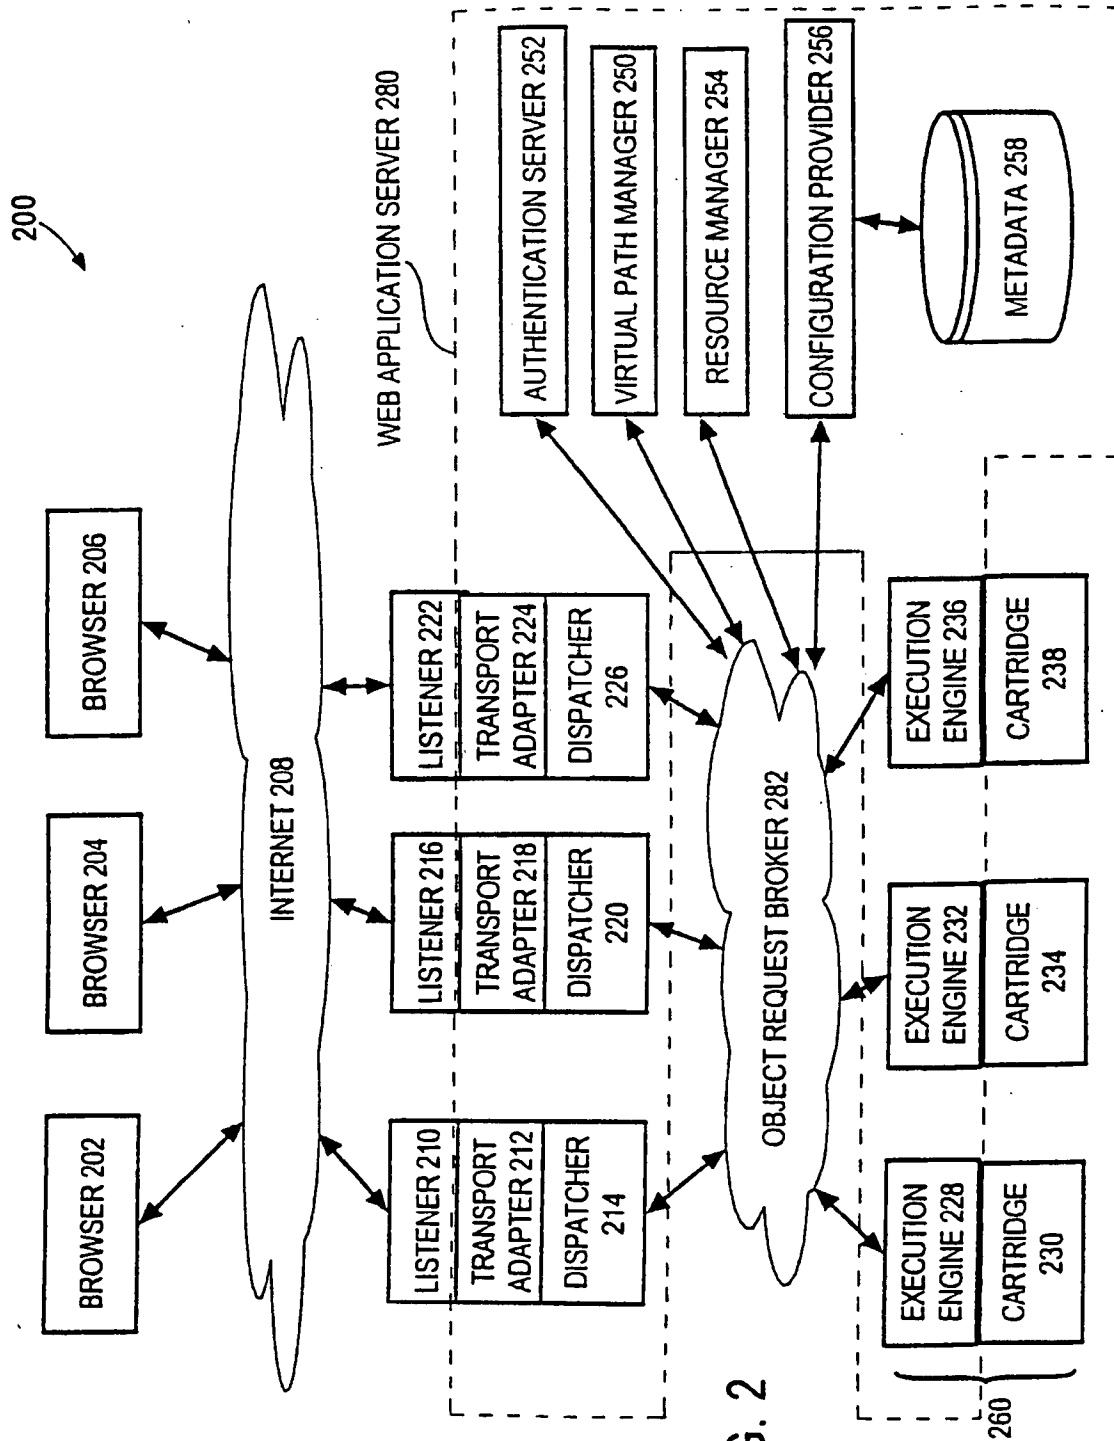 200
BROWSER 202
BROWSER 204
BROWSER 206
INTERNET 208
WEB APPLICATION SERVER 280
LISTENER 210
TRANSPORT
ADAPTER 212
DISPATCHER
214
LISTENER 216
TRANSPORT
ADAPTER 218
DISPATCHER
220
LISTENER 222
TRANSPORT
ADAPTER 224
DISPATCHER
226
AUTHENTICATION SERVER 252
VIRTUAL PATH MANAGER 250
RESOURCE MANAGER 254
CONFIGURATION PROVIDER 256
METADATA 258
OBJECT REQUEST BROKER 282
EXECUTION
ENGINE 228
CARTRIDGE
230
EXECUTION
ENGINE 232
CARTRIDGE
234
EXECUTION
ENGINE 236
CARTRIDGE
238
260
G. 2